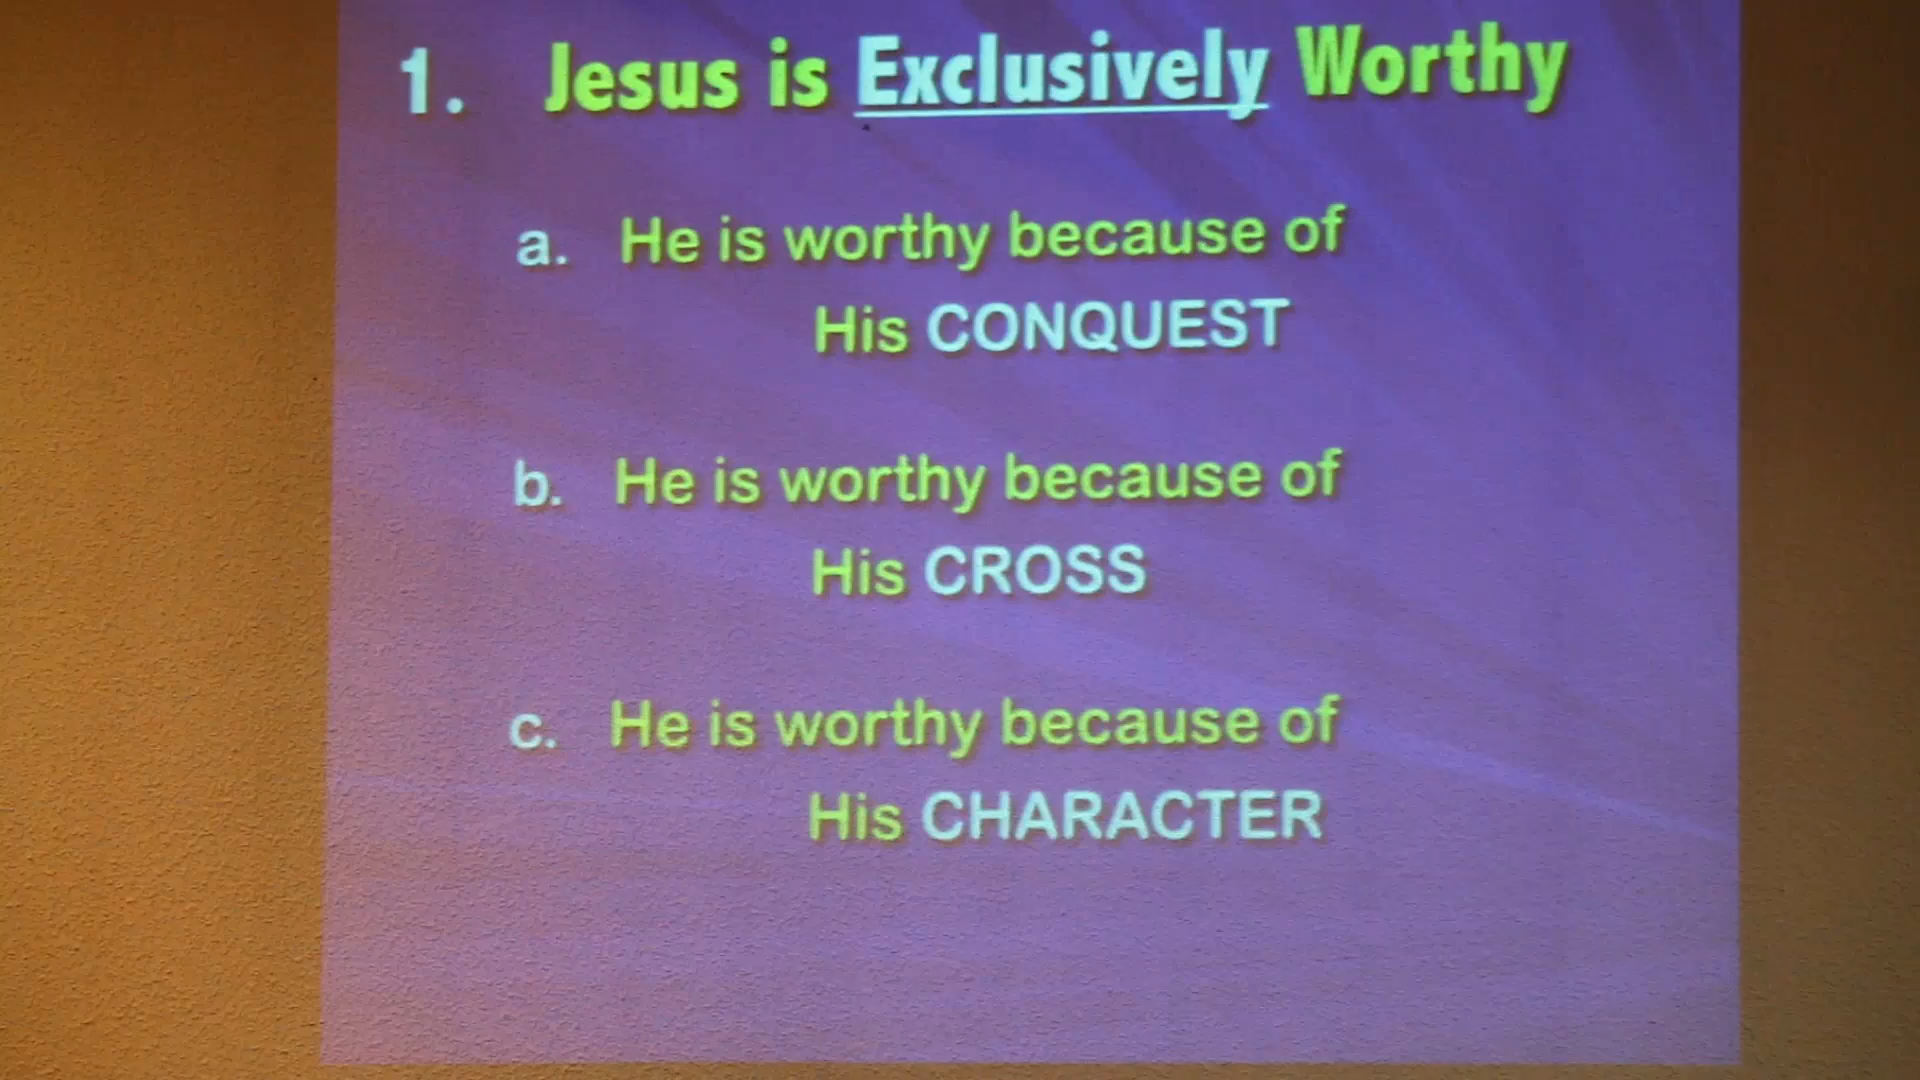 1. Jesus is Exclusively Worthy
a. He is worthy because of
His CONQUEST
b. He is worthy because of
His CROSS
c. He is worthy because of
His CHARACTER